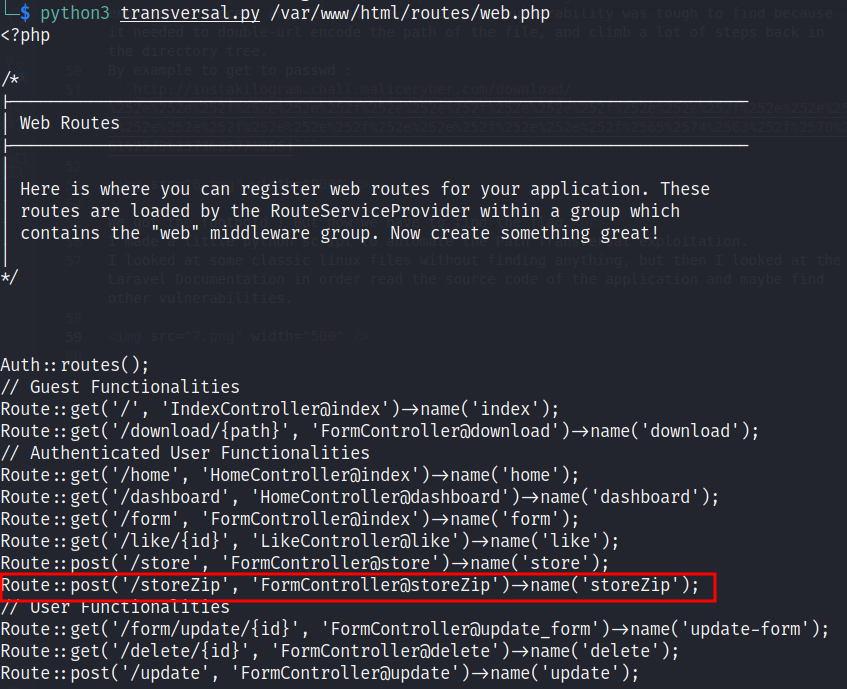 $ python3 transversal.py /var/www/html/routes/web.php
<?php
/*
|--------------------------------------------------------------------------
| Web Routes
|--------------------------------------------------------------------------
|
| Here is where you can register web routes for your application. These
| routes are loaded by the RouteServiceProvider within a group which
| contains the "web" middleware group. Now create something great!
|
*/
Auth::routes();
// Guest Functionalities
Route::get('/', 'IndexController@index')->name('index');
Route::get('/download/{path}', 'FormController@download')->name('download');
// Authenticated User Functionalities
Route::get('/home', 'HomeController@index')->name('home');
Route::get('/dashboard', 'HomeController@dashboard')->name('dashboard');
Route::get('/form', 'FormController@index')->name('form');
Route::get('/like/{id}', 'LikeController@like')->name('like');
Route::post('/store', 'FormController@store')->name('store');
Route::post('/storeZip', 'FormController@storeZip')->name('storeZip');
// User Functionalities
Route::get('/form/update/{id}', 'FormController@update_form')->name('update-form');
Route::get('/delete/{id}', 'FormController@delete')->name('delete');
Route::post('/update', 'FormController@update')->name('update');